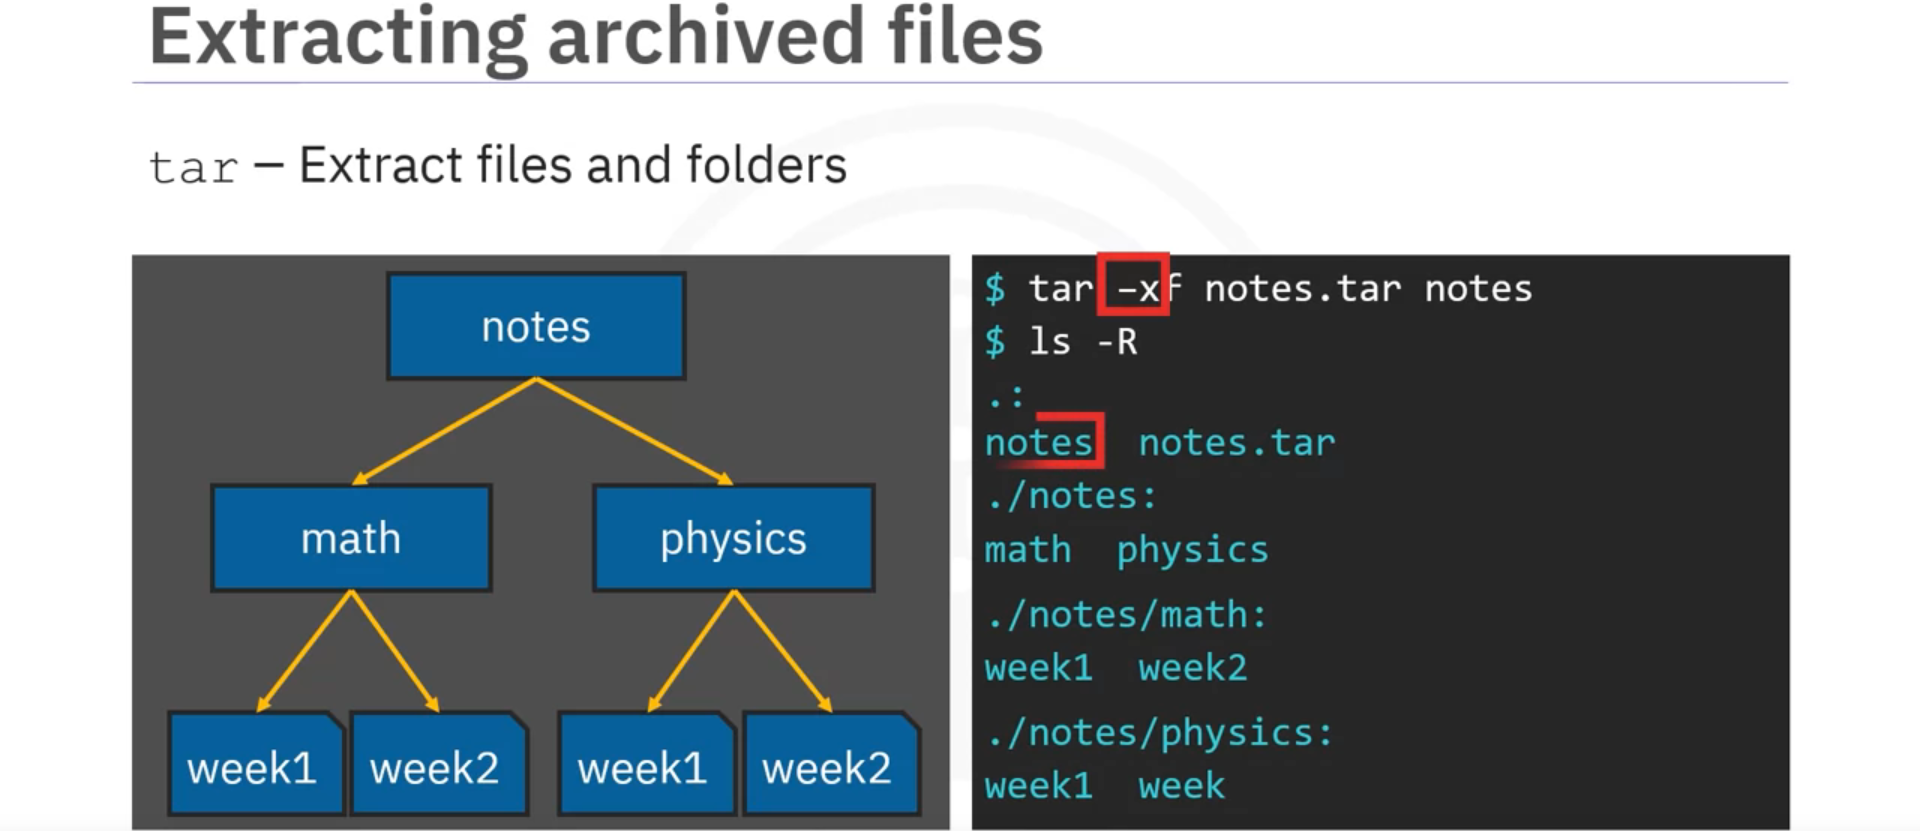 Extracting archived files
tar – Extract files and folders
notes
math
physics
week1
week2
week1
week2
$ tar -xf notes.tar notes
$ ls -R
.:
notes notes.tar
./notes:
math physics
./notes/math:
week1 week2
./notes/physics:
week1 week